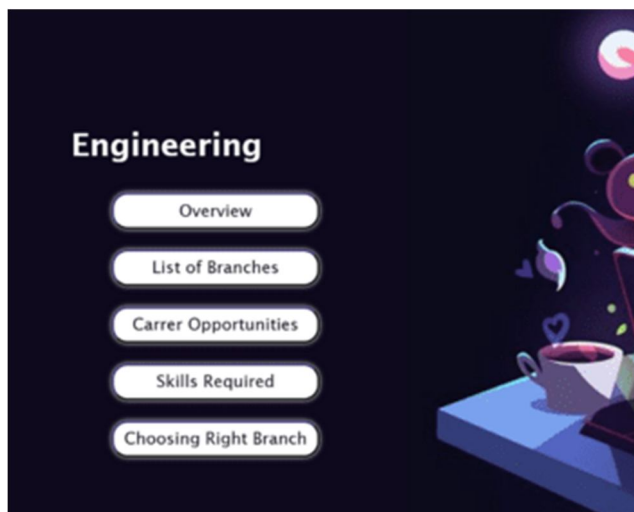 Engineering
Overview
List of Branches
Carrer Opportunities
Skills Required
Choosing Right Branch